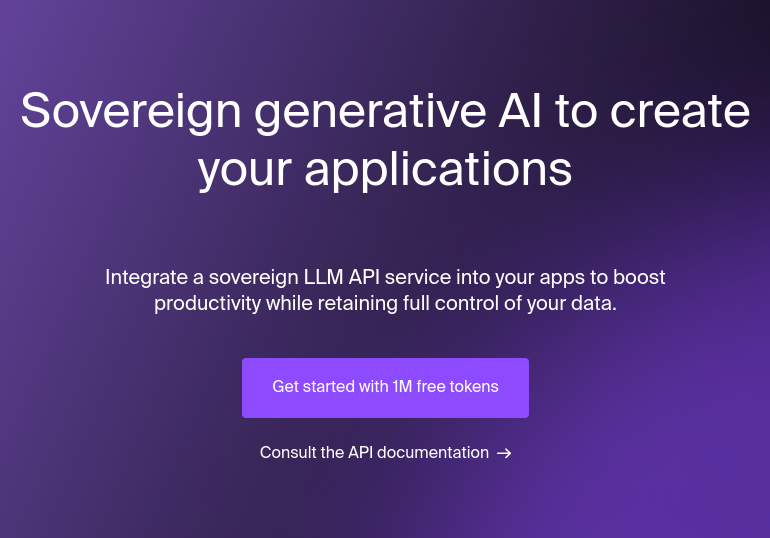 Sovereign generative AI to create
your applications
Integrate a sovereign LLM API service into your apps to boost
productivity while retaining full control of your data.
Get started with 1M free tokens
Consult the API documentation →